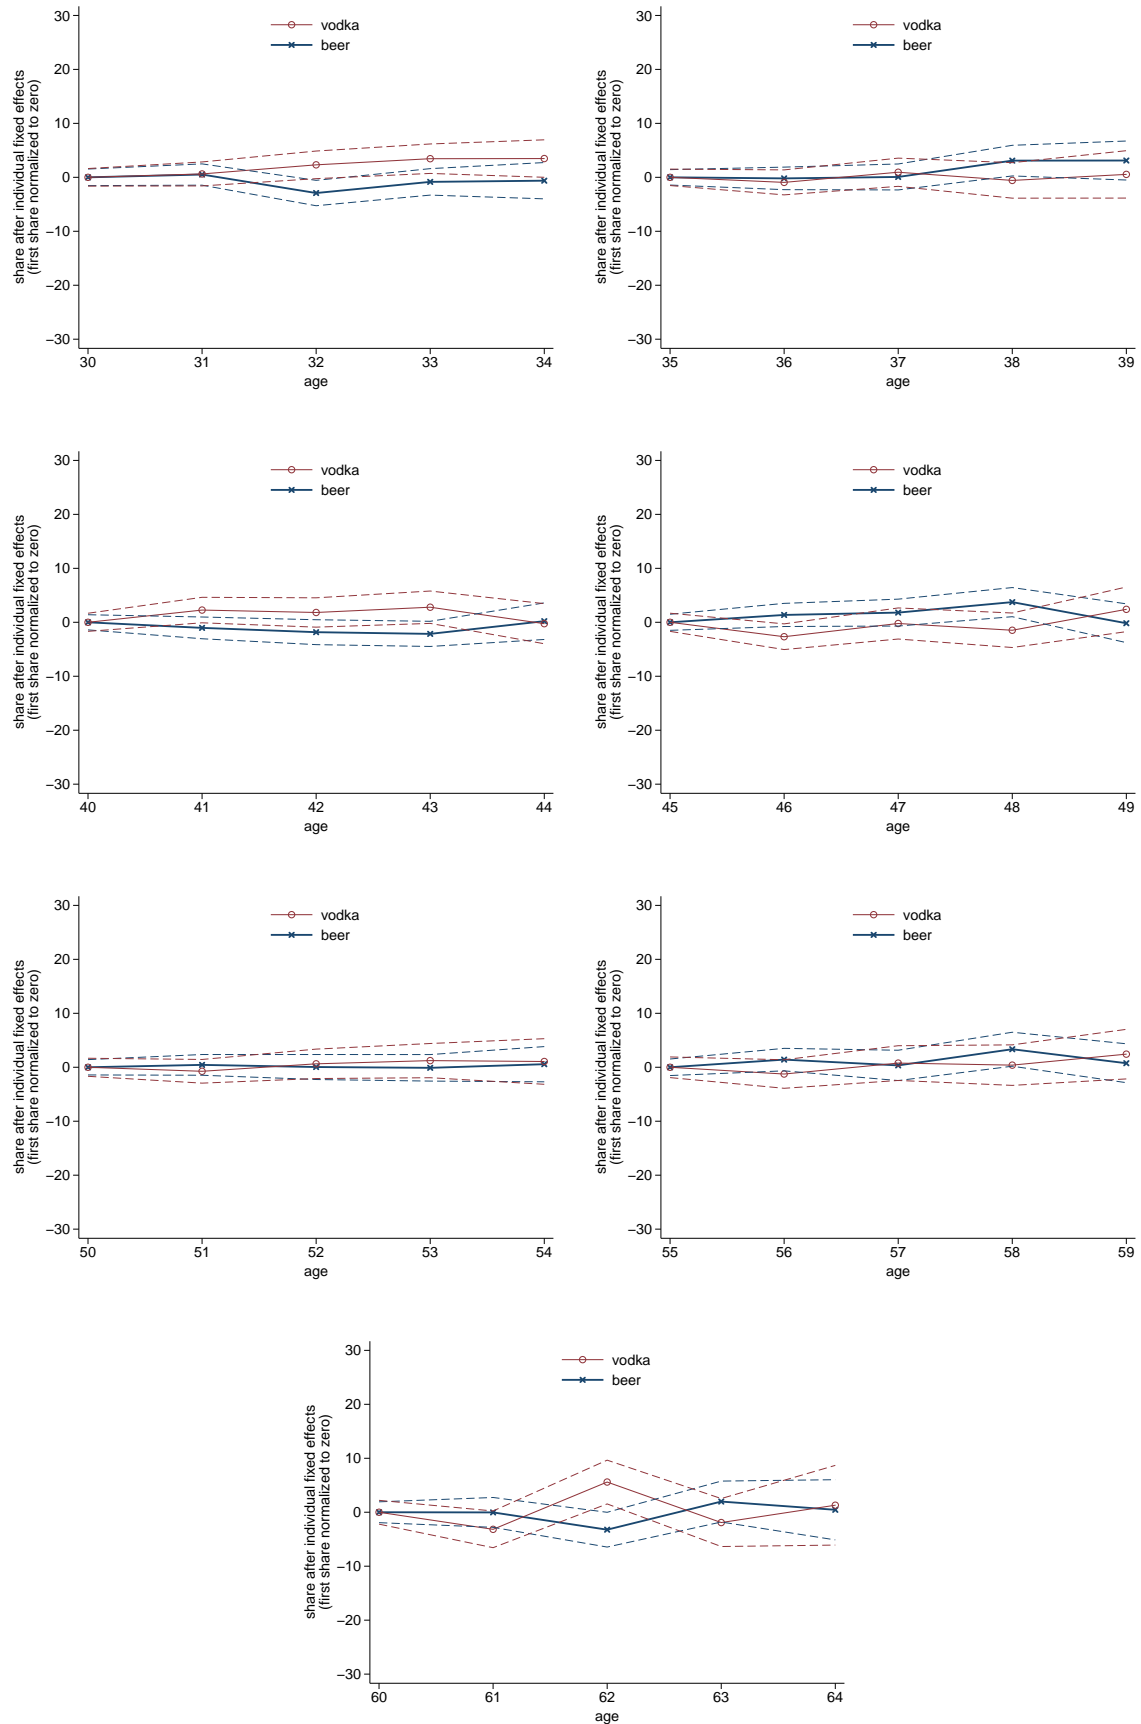 30
20
10
0
−10
−20
−30
share after individual fixed effects
(first share normalized to zero)
vodka
beer
30 31 32 33 34
age
30
20
10
0
−10
−20
−30
share after individual fixed effects
(first share normalized to zero)
vodka
beer
35 36 37 38 39
age
30
20
10
0
−10
−20
−30
share after individual fixed effects
(first share normalized to zero)
vodka
beer
40 41 42 43 44
age
30
20
10
0
−10
−20
−30
share after individual fixed effects
(first share normalized to zero)
vodka
beer
45 46 47 48 49
age
30
20
10
0
−10
−20
−30
share after individual fixed effects
(first share normalized to zero)
vodka
beer
50 51 52 53 54
age
30
20
10
0
−10
−20
−30
share after individual fixed effects
(first share normalized to zero)
vodka
beer
55 56 57 58 59
age
30
20
10
0
−10
−20
−30
share after individual fixed effects
(first share normalized to zero)
vodka
beer
60 61 62 63 64
age